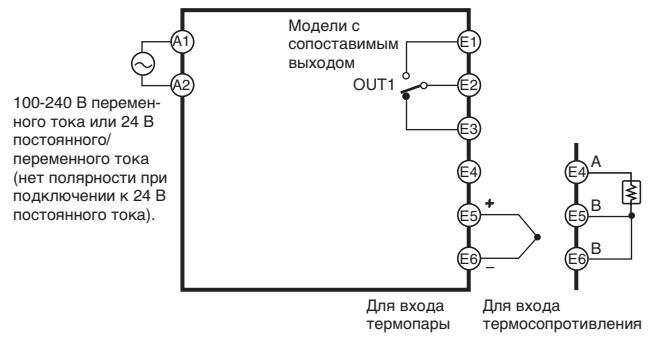 A1
A2
100-240 В перемен-
ного тока или 24 В
постоянного/
переменного тока
(нет полярности при
подключении к 24 В
постоянного тока).
Модели с
сопоставимым
выходом
OUT1
E1
E2
E3
E4
E5
+
E6
–
Для входа
термопары
E4
A
E5
B
E6
B
Для входа
термосопротивления